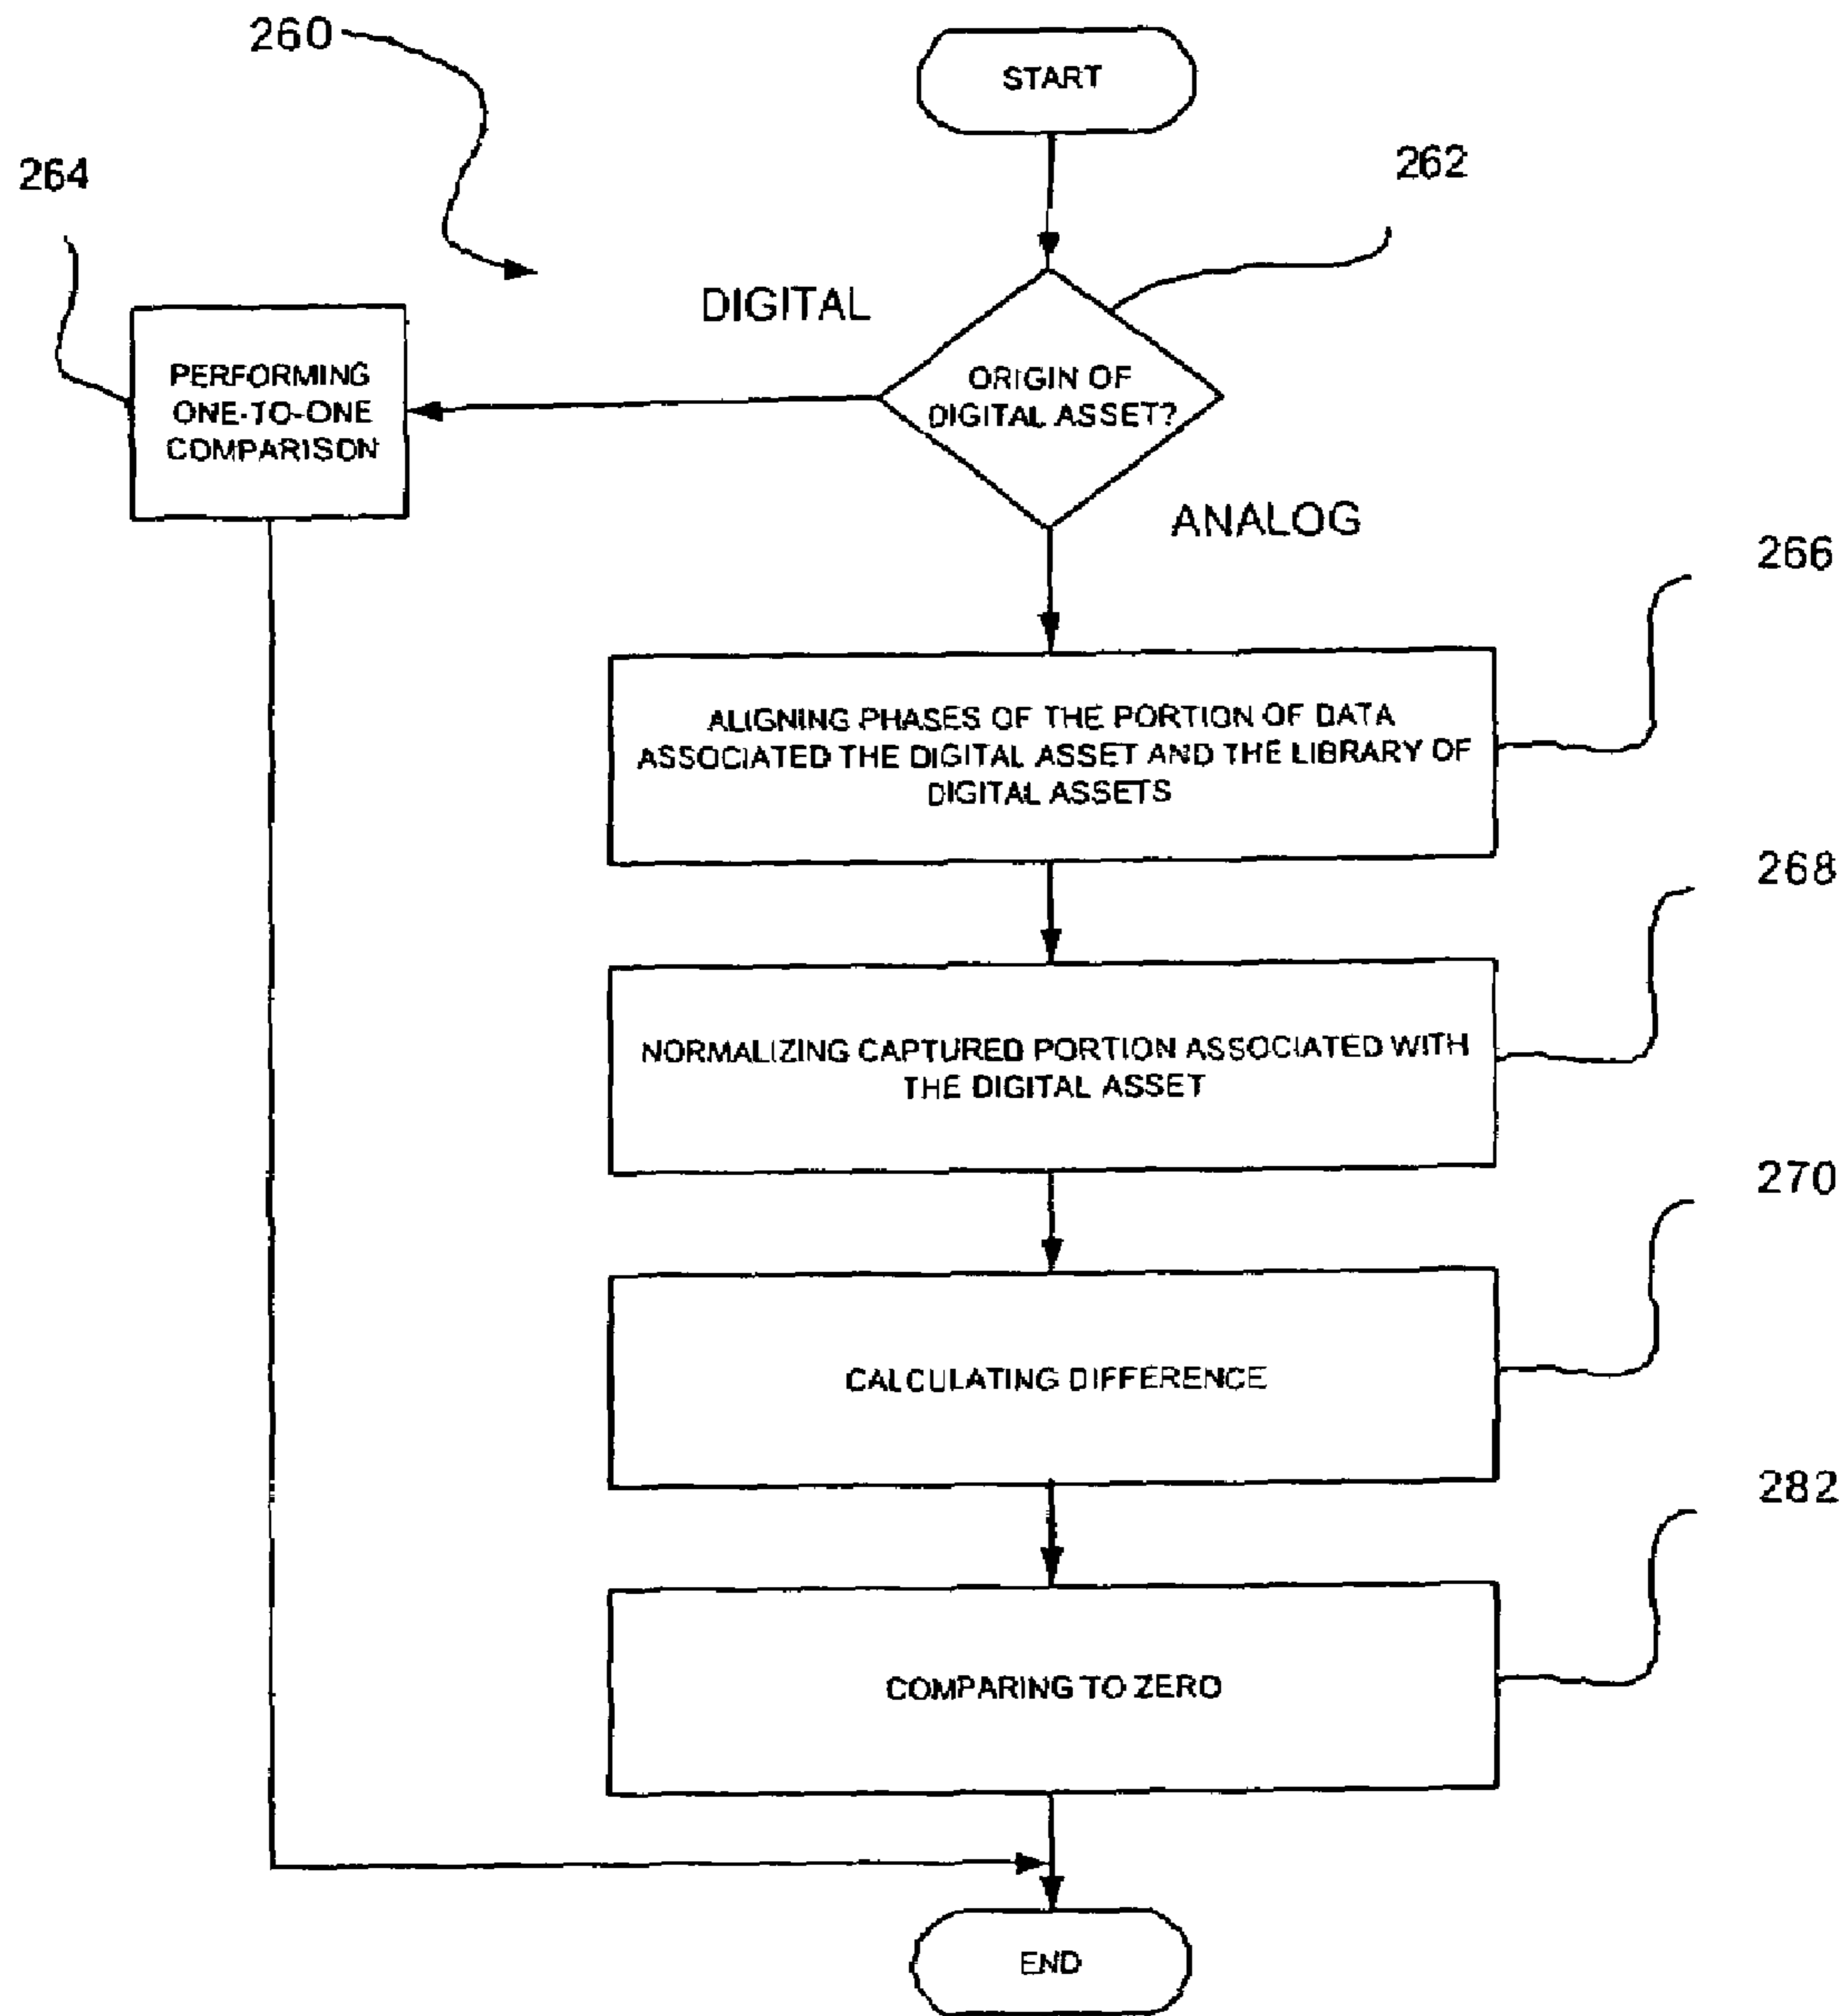 260
START
264
262
DIGITAL
PERFORMING
ONE-TO-ONE
COMPARISON
ORIGIN OF
DIGITAL ASSET?
ANALOG
266
ALIGNING PHASES OF THE PORTION OF DATA
ASSOCIATED THE DIGITAL ASSET AND THE LIBRARY OF
DIGITAL ASSETS
268
NORMALIZING CAPTURED PORTION ASSOCIATED WITH
THE DIGITAL ASSET
270
CALCULATING DIFFERENCE
282
COMPARING TO ZERO
END